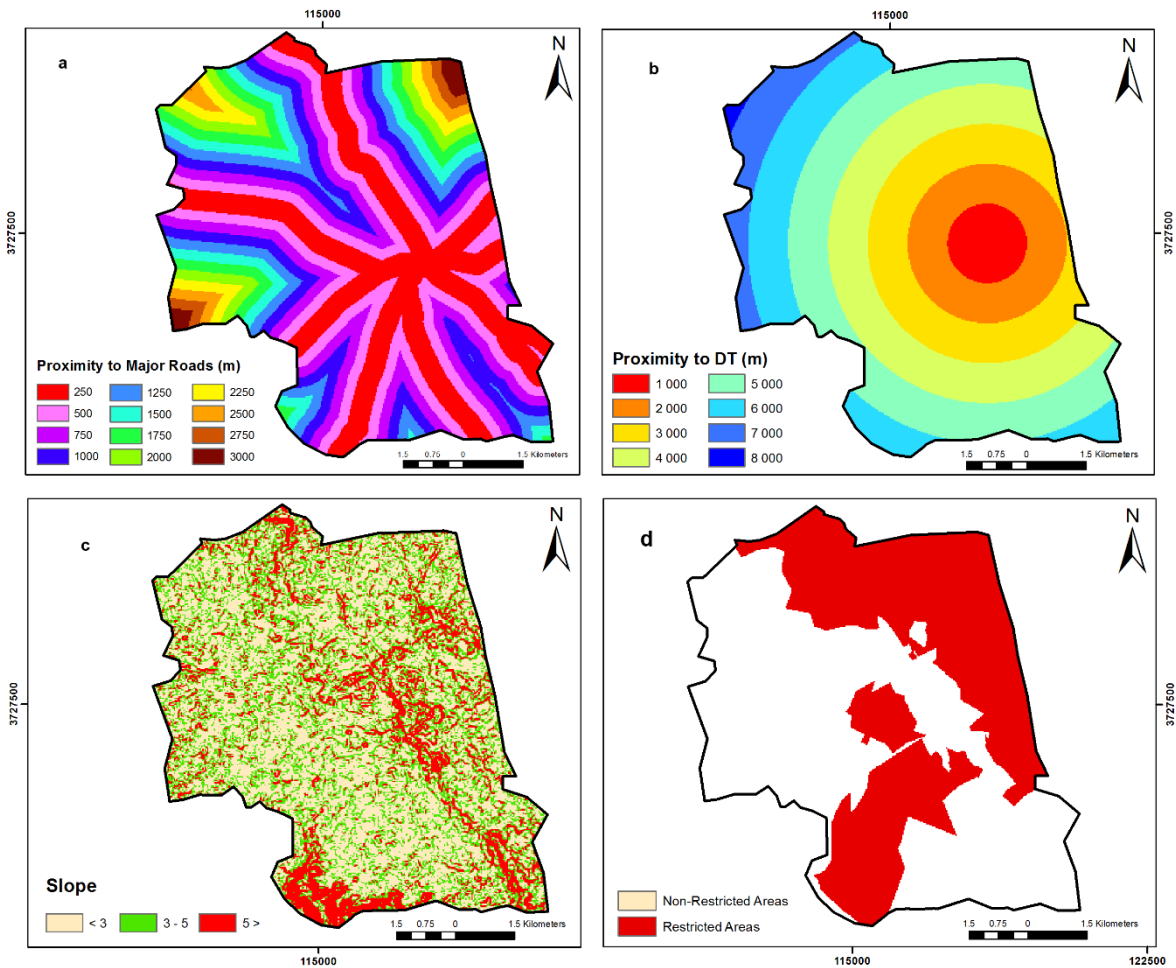 115000
115000
a
N
b
N
3727500
3727500
Proximity to Major Roads (m)
250
1250
2250
500
1500
2500
750
1750
2750
1000
2000
3000
1.5 0.75 0 1.5 Kilometers
Proximity to DT (m)
1 000
5 000
2 000
6 000
3 000
7 000
4 000
8 000
1.5 0.75 0 1.5 Kilometers
c
N
d
N
3727500
3727500
Slope
< 3
3 - 5
5 >
1.5 0.75 0 1.5 Kilometers
Non-Restricted Areas
Restricted Areas
1.5 0.75 0 1.5 Kilometers
115000
115000
122500